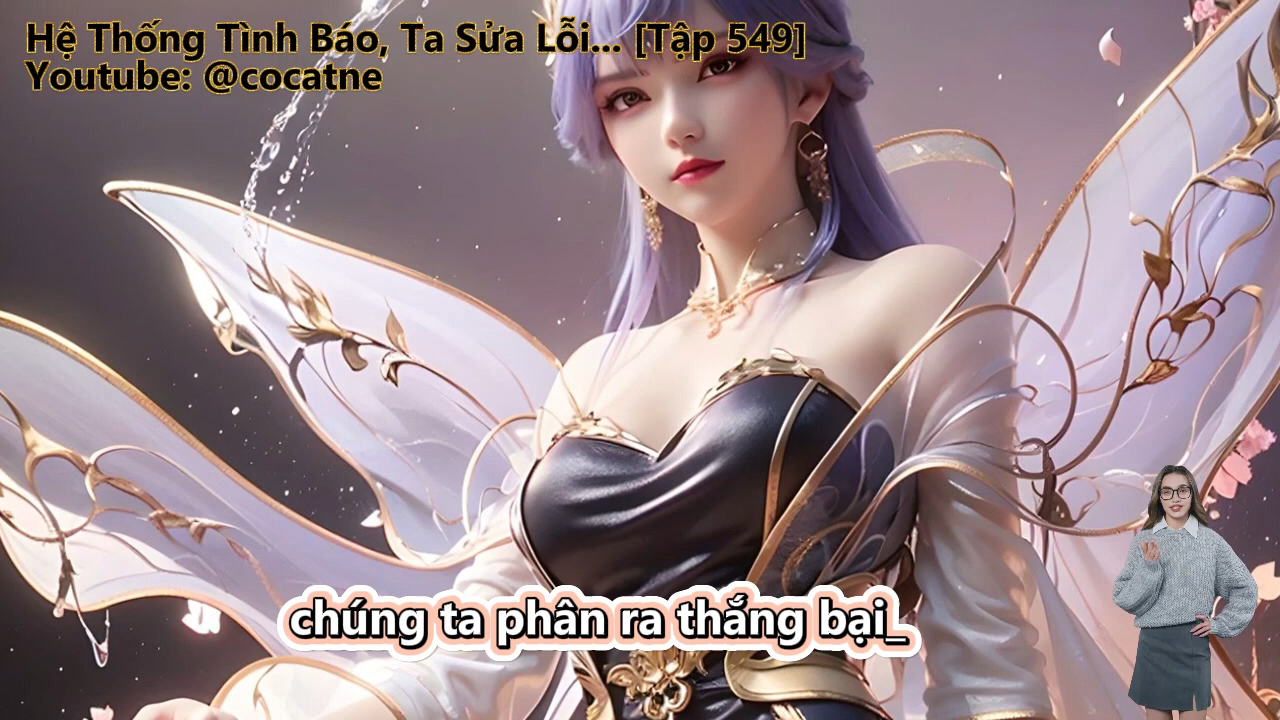 Hệ Thống Tình Báo, Ta Sửa Lỗi... [Tập 549]
Youtube: @cocatne
chúng ta phân ra thắng bại_